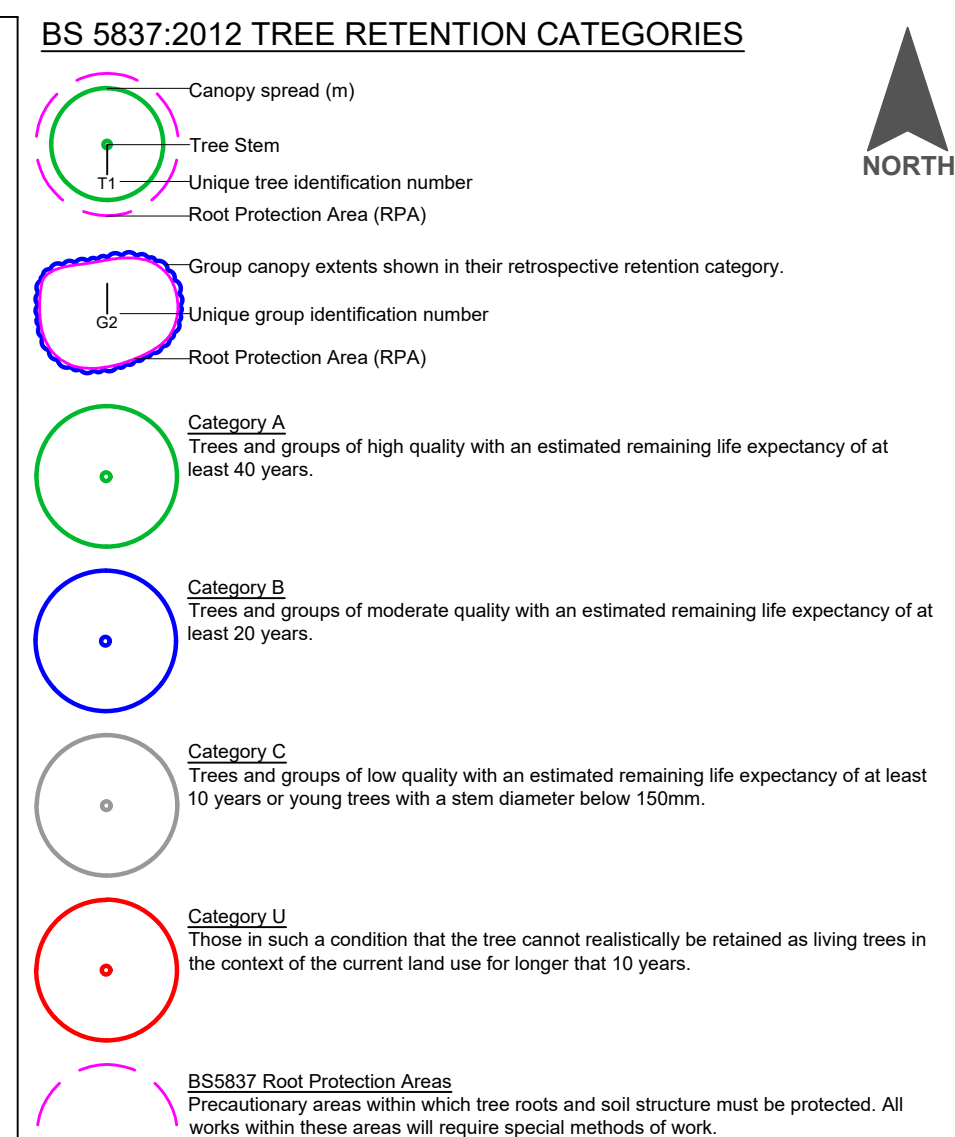 BS 5837:2012 TREE RETENTION CATEGORIES
NORTH
Canopy spread (m)
Tree Stem
T1
Unique tree identification number
Root Protection Area (RPA)
Group canopy extents shown in their retrospective retention category.
G2
Unique group identification number
Root Protection Area (RPA)
Category A
Trees and groups of high quality with an estimated remaining life expectancy of at
least 40 years.
Category B
Trees and groups of moderate quality with an estimated remaining life expectancy of at
least 20 years.
Category C
Trees and groups of low quality with an estimated remaining life expectancy of at least
10 years or young trees with a stem diameter below 150mm.
Category U
Those in such a condition that the tree cannot realistically be retained as living trees in
the context of the current land use for longer that 10 years.
BS5837 Root Protection Areas
Precautionary areas within which tree roots and soil structure must be protected. All
works within these areas will require special methods of work.